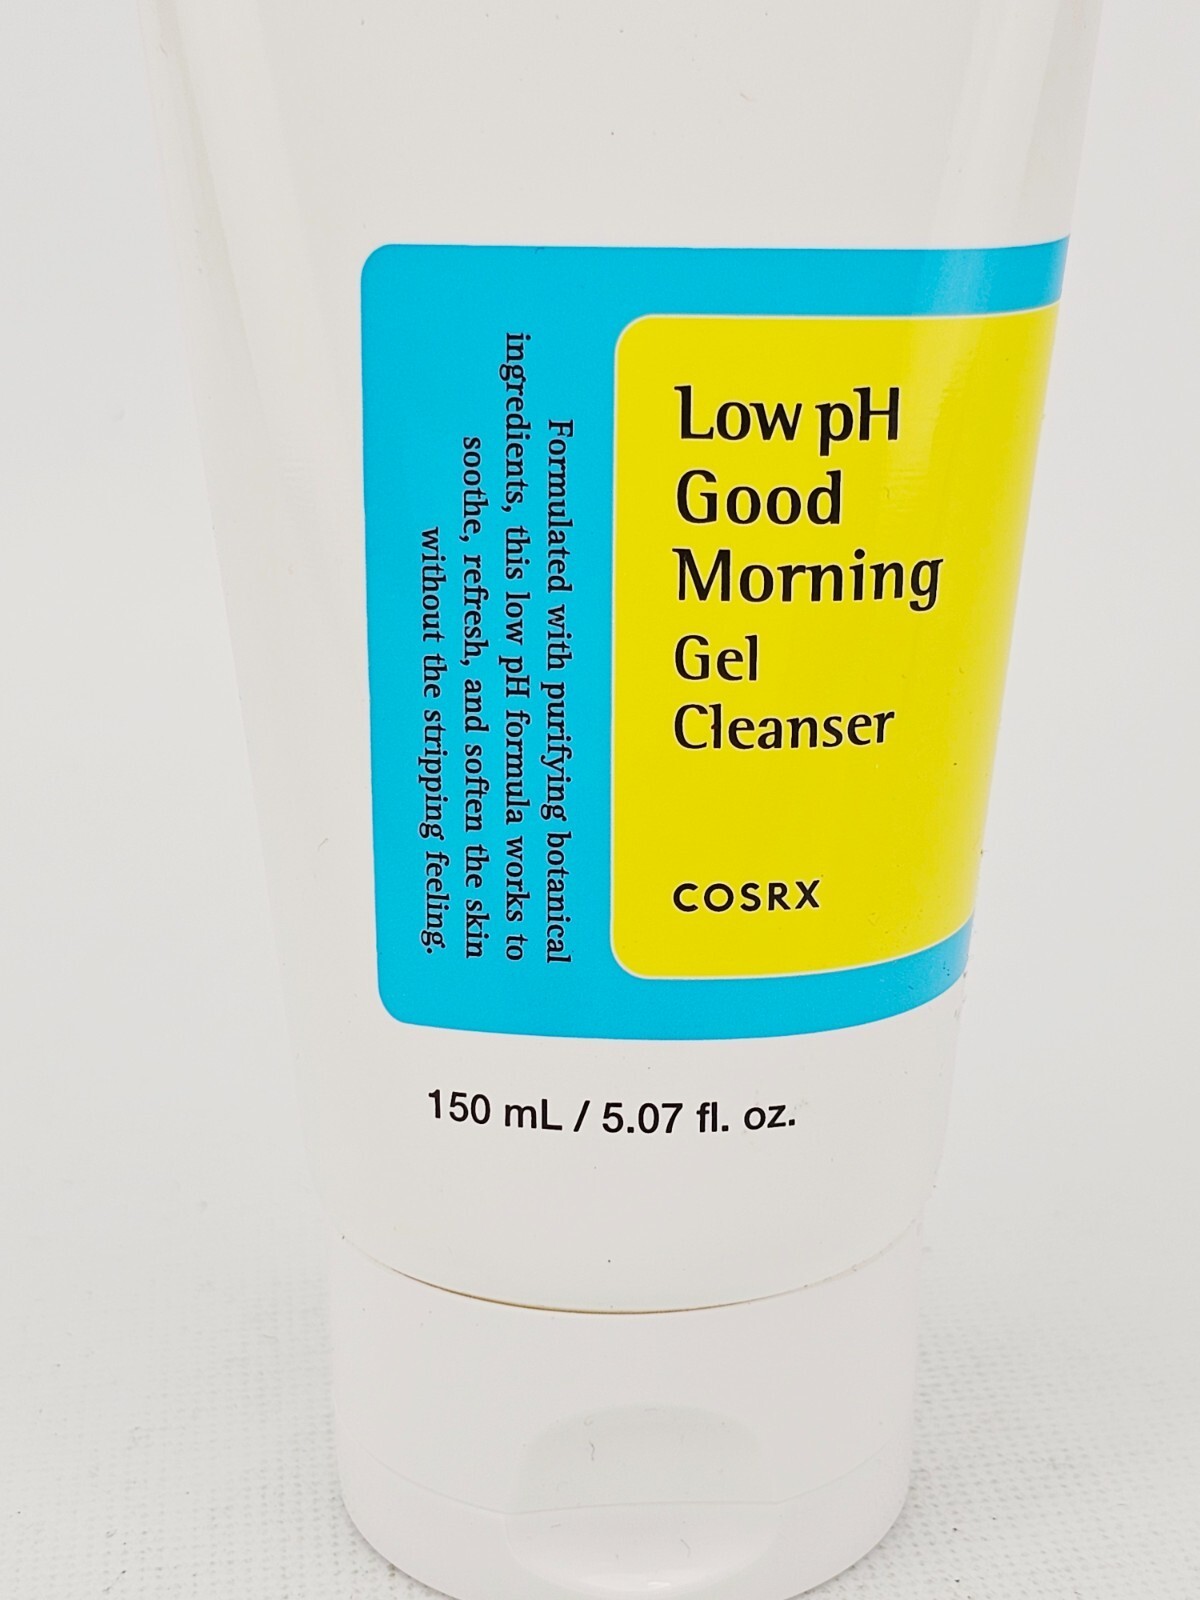 Low pH
Good
Morning
Gel
Cleanser
COSRX
Formulated with purifying botanical
ingredients, this low pH formula works to
soothe, refresh, and soften the skin
without the stripping feeling.
150 mL / 5.07 fl. oz.